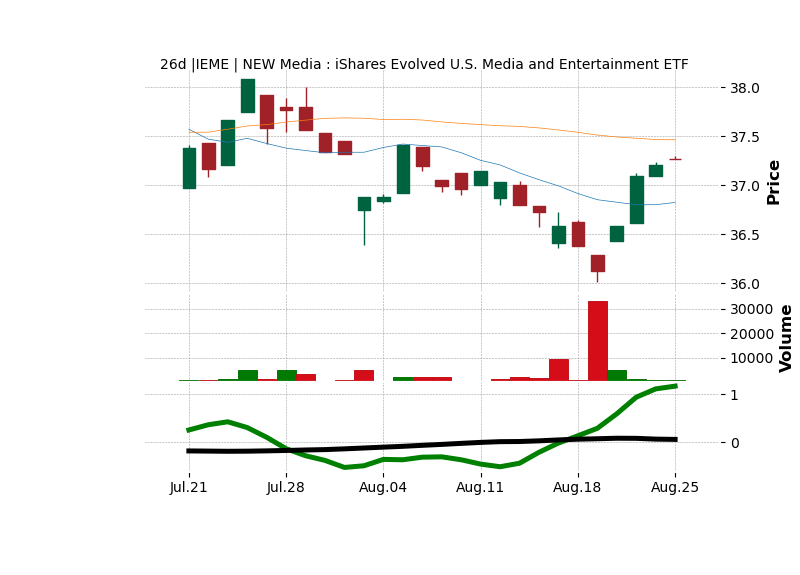 26d |IEME | NEW Media : iShares Evolved U.S. Media and Entertainment ETF
38.0
37.5
37.0
36.5
36.0
Price
30000
20000
10000
Volume
1
0
Jul.21 Jul.28 Aug.04 Aug.11 Aug.18 Aug.25